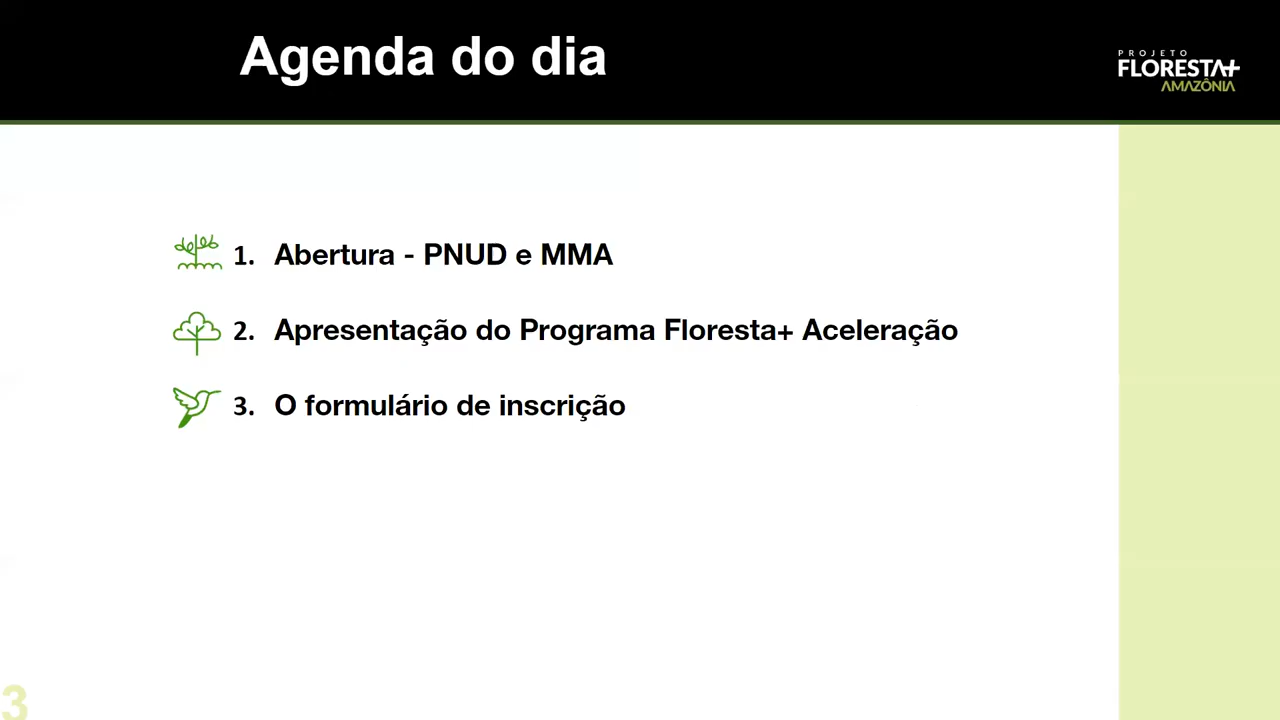 Agenda do dia
PROJETO
FLORESTA+
AMAZÔNIA
1. Abertura - PNUD e MMA
2. Apresentação do Programa Floresta+ Aceleração
3. O formulário de inscrição
3